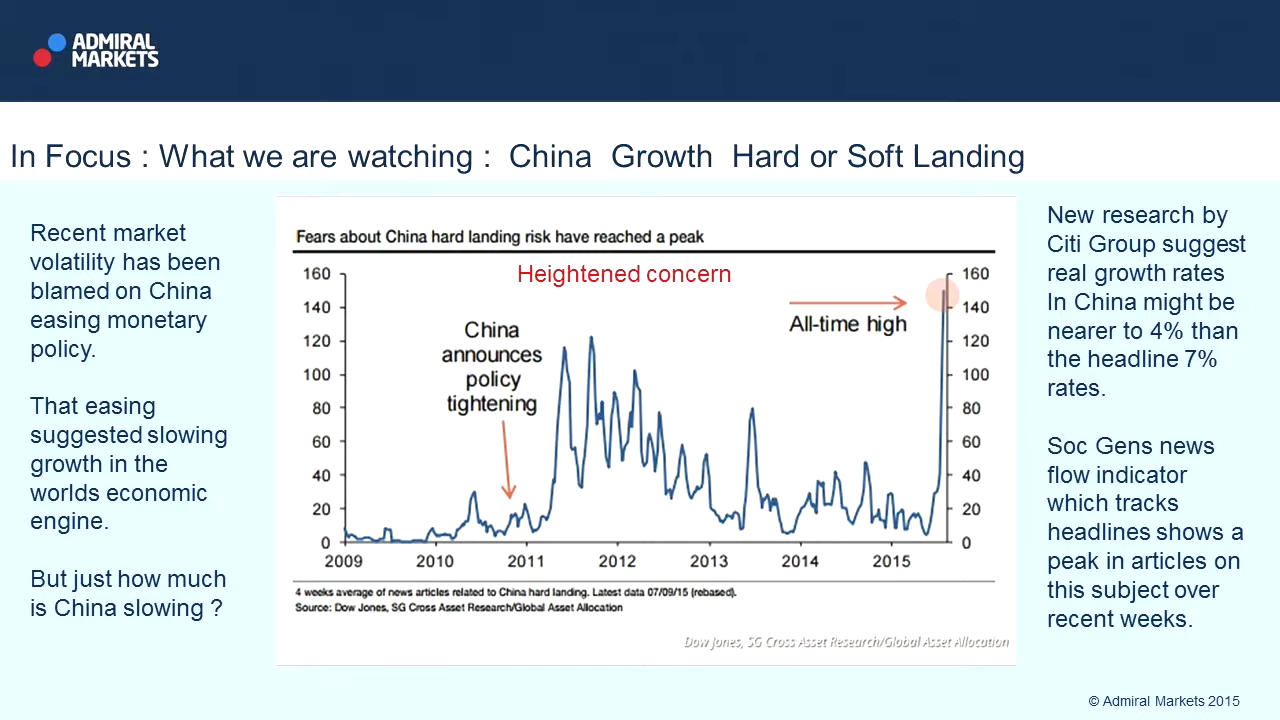 ADMIRAL
MARKETS
In Focus : What we are watching : China Growth Hard or Soft Landing
Recent market
volatility has been
blamed on China
easing monetary
policy.
That easing
suggested slowing
growth in the
worlds economic
engine.
But just how much
is China slowing ?
Fears about China hard landing risk have reached a peak
Heightened concern
160
140
120
100
80
60
40
20
0
China
announces
policy
tightening
All-time high
160
140
120
100
80
60
40
20
0
2009 2010 2011 2012 2013 2014 2015
4 weeks average of news articles related to China hard landing. Latest data 07/09/15 (rebased).
Source: Dow Jones, SG Cross Asset Research/Global Asset Allocation
Dow Jones, SG Cross Asset Research/Global Asset Allocation
New research by
Citi Group suggest
real growth rates
In China might be
nearer to 4% than
the headline 7%
rates.
Soc Gens news
flow indicator
which tracks
headlines shows a
peak in articles on
this subject over
recent weeks.
© Admiral Markets 2015